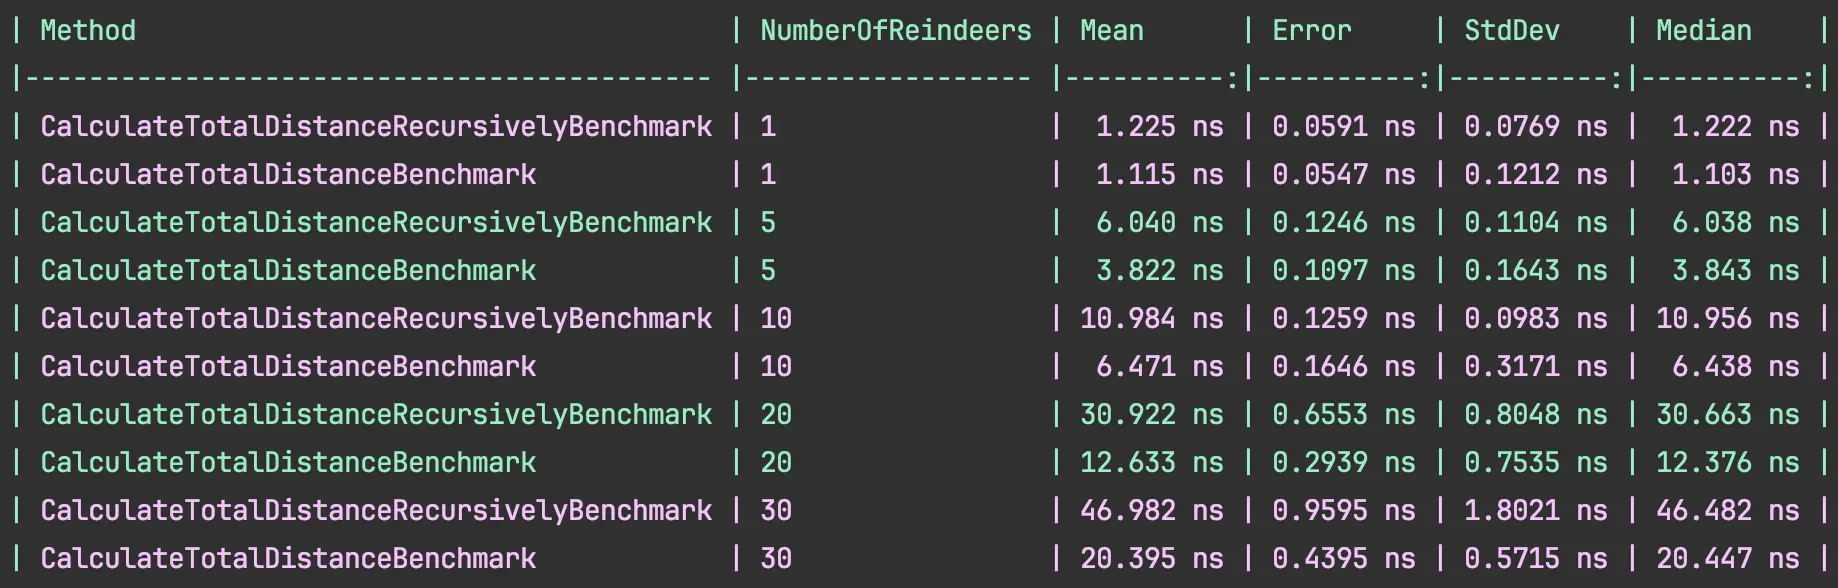 | Method                                    | NumberOfReindeers | Mean      | Error     | StdDev    | Median    |
|------------------------------------------ |------------------ |----------:|----------:|----------:|----------:|
| CalculateTotalDistanceRecursivelyBenchmark | 1                 |  1.225 ns | 0.0591 ns | 0.0769 ns |  1.222 ns |
| CalculateTotalDistanceBenchmark            | 1                 |  1.115 ns | 0.0547 ns | 0.1212 ns |  1.103 ns |
| CalculateTotalDistanceRecursivelyBenchmark | 5                 |  6.040 ns | 0.1246 ns | 0.1104 ns |  6.038 ns |
| CalculateTotalDistanceBenchmark            | 5                 |  3.822 ns | 0.1097 ns | 0.1643 ns |  3.843 ns |
| CalculateTotalDistanceRecursivelyBenchmark | 10                | 10.984 ns | 0.1259 ns | 0.0983 ns | 10.956 ns |
| CalculateTotalDistanceBenchmark            | 10                |  6.471 ns | 0.1646 ns | 0.3171 ns |  6.438 ns |
| CalculateTotalDistanceRecursivelyBenchmark | 20                | 30.922 ns | 0.6553 ns | 0.8048 ns | 30.663 ns |
| CalculateTotalDistanceBenchmark            | 20                | 12.633 ns | 0.2939 ns | 0.7535 ns | 12.376 ns |
| CalculateTotalDistanceRecursivelyBenchmark | 30                | 46.982 ns | 0.9595 ns | 1.8021 ns | 46.482 ns |
| CalculateTotalDistanceBenchmark            | 30                | 20.395 ns | 0.4395 ns | 0.5715 ns | 20.447 ns |